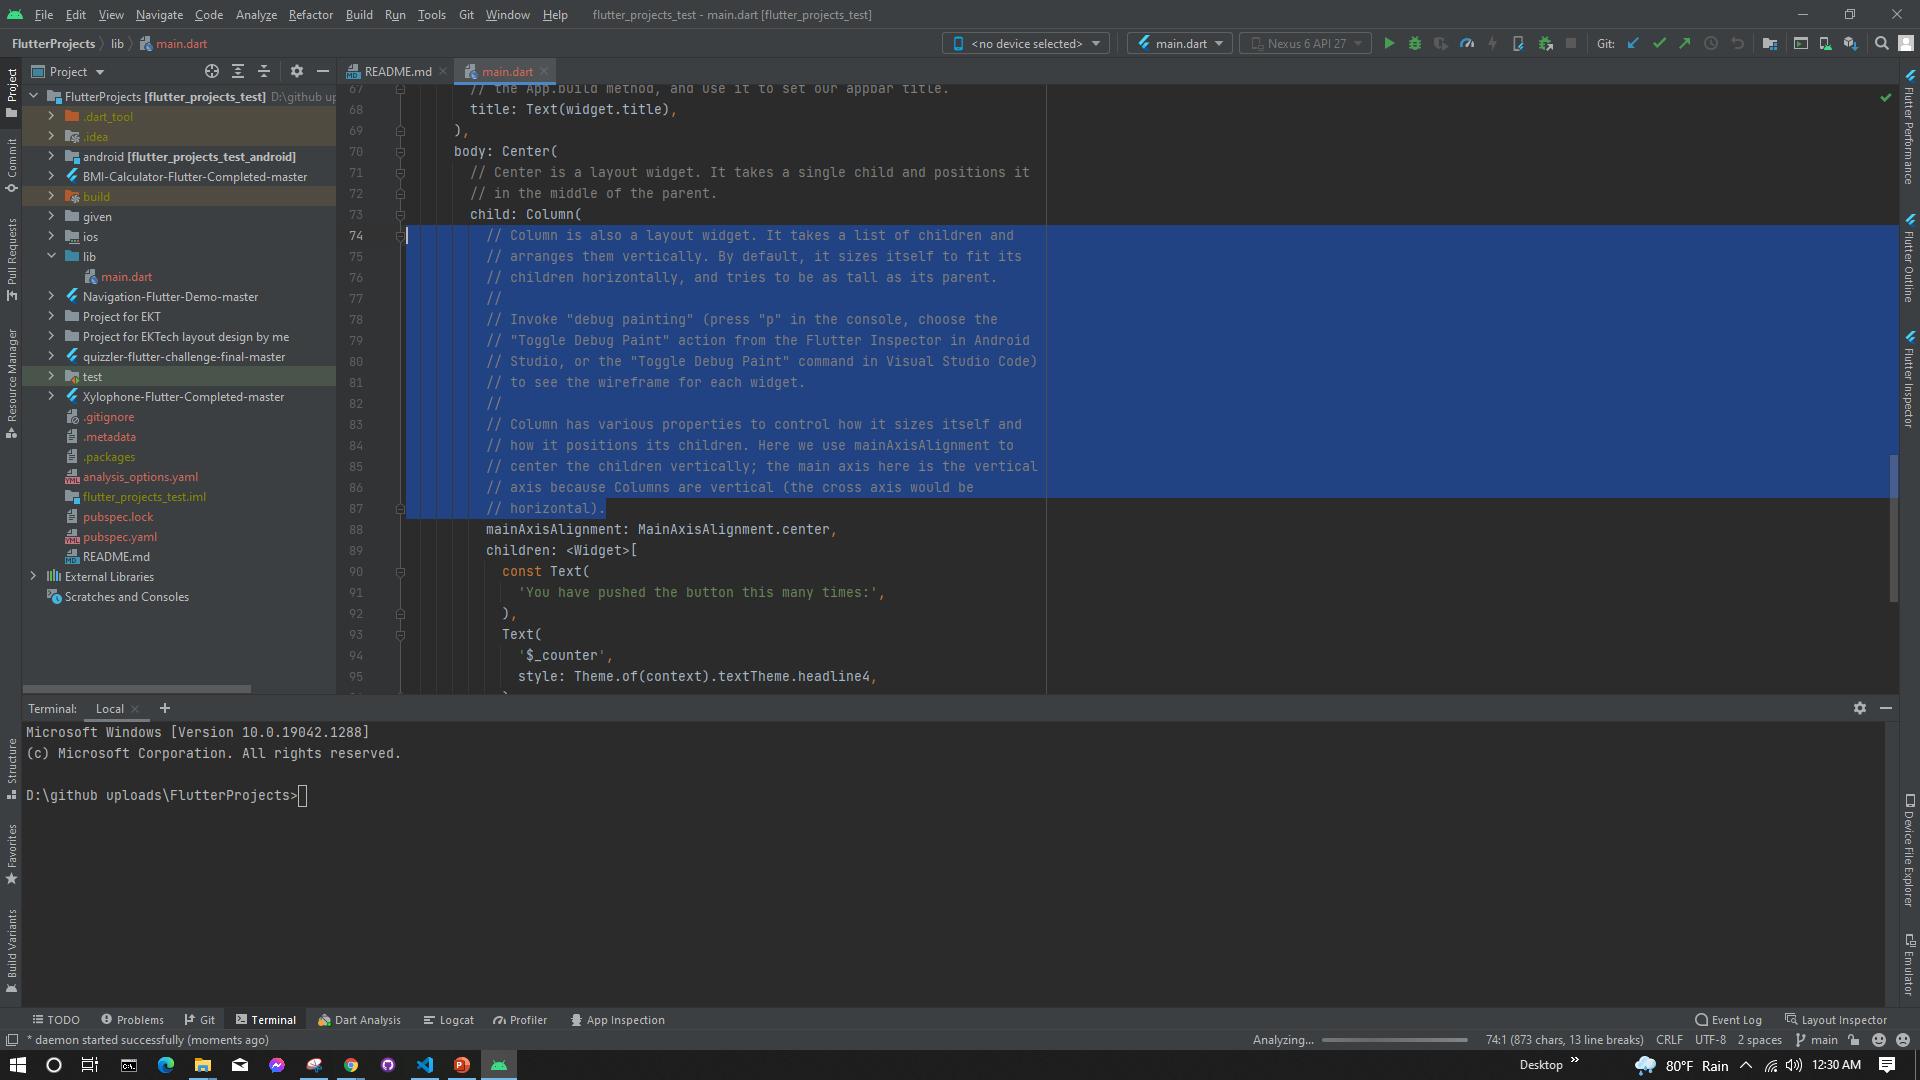 File Edit View Navigate Code Analyze Refactor Build Run Tools Git Window Help flutter_projects_test - main.dart [flutter_projects_test]
FlutterProjects lib main.dart <no device selected> main.dart Nexus 6 API 27 Git:
Project
README.md main.dart
FlutterProjects [flutter_projects_test] D:\github up
.dart_tool
.idea
android [flutter_projects_test_android]
BMI-Calculator-Flutter-Completed-master
build
given
ios
lib
main.dart
Navigation-Flutter-Demo-master
Project for EKT
Project for EKTech layout design by me
quizzler-flutter-challenge-final-master
test
Xylophone-Flutter-Completed-master
.gitignore
.metadata
.packages
analysis_options.yaml
flutter_projects_test.iml
pubspec.lock
pubspec.yaml
README.md
External Libraries
Scratches and Consoles
67 // the App.build method, and use it to set our appbar title.
68 title: Text(widget.title),
69 ),
70 body: Center(
71 // Center is a layout widget. It takes a single child and positions it
72 // in the middle of the parent.
73 child: Column(
74 // Column is also a layout widget. It takes a list of children and
75 // arranges them vertically. By default, it sizes itself to fit its
76 // children horizontally, and tries to be as tall as its parent.
77 //
78 // Invoke "debug painting" (press "p" in the console, choose the
79 // "Toggle Debug Paint" action from the Flutter Inspector in Android
80 // Studio, or the "Toggle Debug Paint" command in Visual Studio Code)
81 // to see the wireframe for each widget.
82 //
83 // Column has various properties to control how it sizes itself and
84 // how it positions its children. Here we use mainAxisAlignment to
85 // center the children vertically; the main axis here is the vertical
86 // axis because Columns are vertical (the cross axis would be
87 // horizontal).
88 mainAxisAlignment: MainAxisAlignment.center,
89 children: <Widget>[
90 const Text(
91 'You have pushed the button this many times:',
92 ),
93 Text(
94 '$_counter',
95 style: Theme.of(context).textTheme.headline4,
Project
Commit
Pull Requests
Resource Manager
Structure
Favorites
Build Variants
Flutter Performance
Flutter Outline
Flutter Inspector
Device File Explorer
Emulator
Terminal: Local
Microsoft Windows [Version 10.0.19042.1288]
(c) Microsoft Corporation. All rights reserved.
D:\github uploads\FlutterProjects>
TODO Problems Git Terminal Dart Analysis Logcat Profiler App Inspection Event Log Layout Inspector
* daemon started successfully (moments ago) Analyzing... 74:1 (873 chars, 13 line breaks) CRLF UTF-8 2 spaces main
Desktop 80°F Rain 12:30 AM